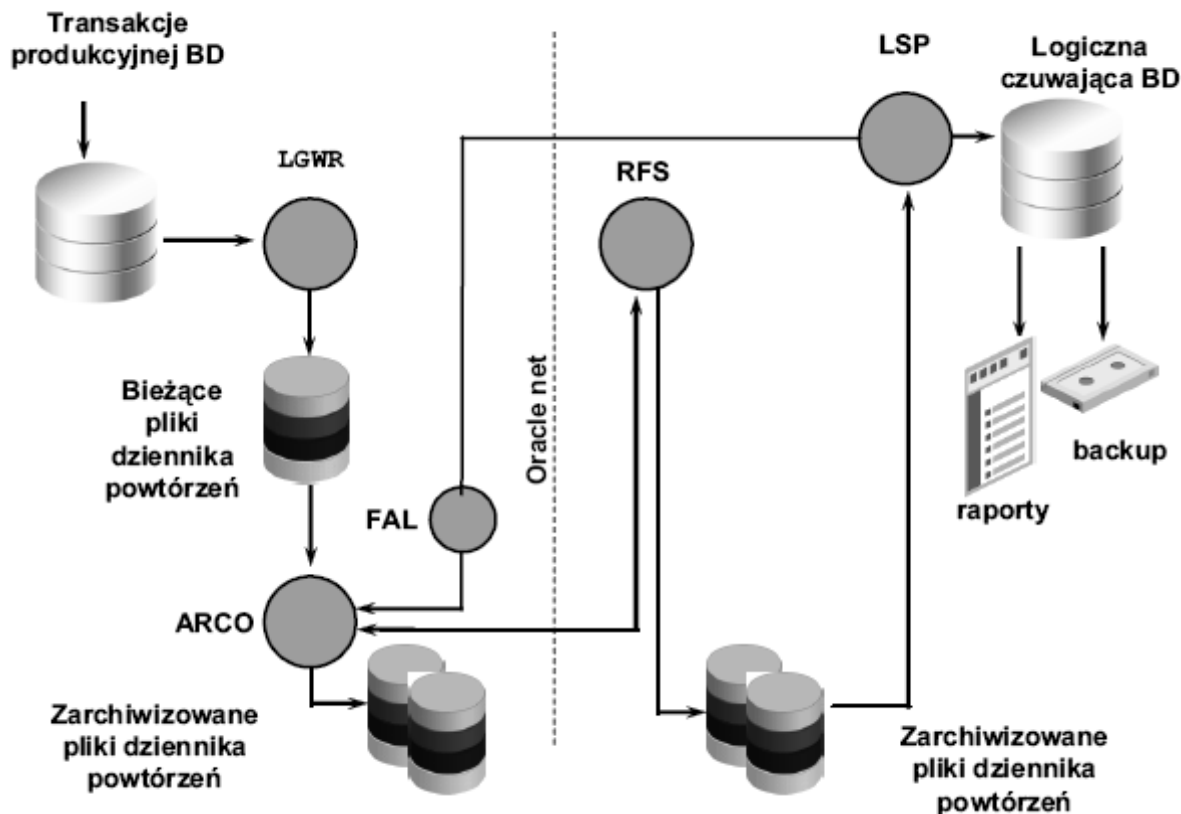 Transakcje
produkcyjnej BD
LGWR
Bieżące
pliki
dziennika
powtórzeń
FAL
ARCO
Zarchiwizowane
pliki dziennika
powtórzeń
Oracle net
RFS
LSP
Logiczna
czuwająca BD
raporty
backup
Zarchiwizowane
pliki dziennika
powtórzeń